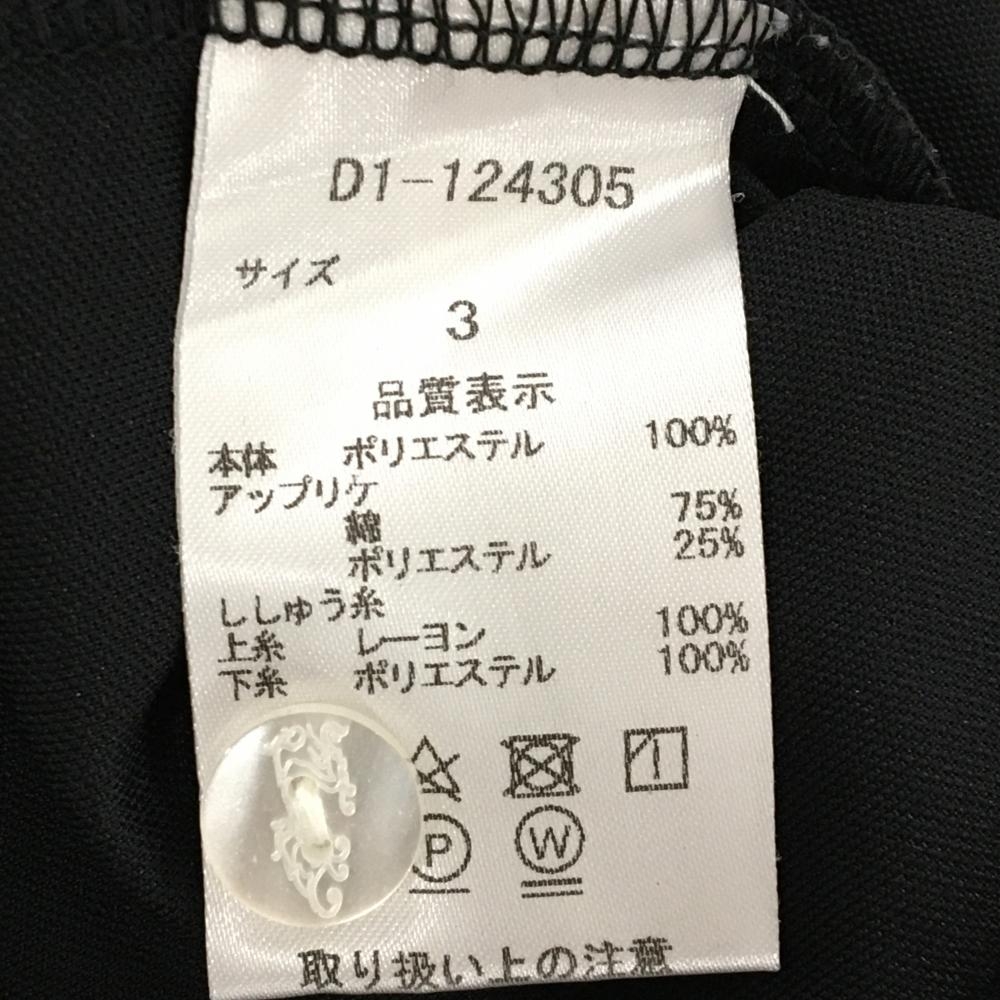 D1-124305
サイズ
3
品質表示
本体 ポリエステル 100%
アップリケ
綿 75%
ポリエステル 25%
ししゅう糸
上糸 レーヨン 100%
下糸 ポリエステル 100%
P W
取り扱い上の注意